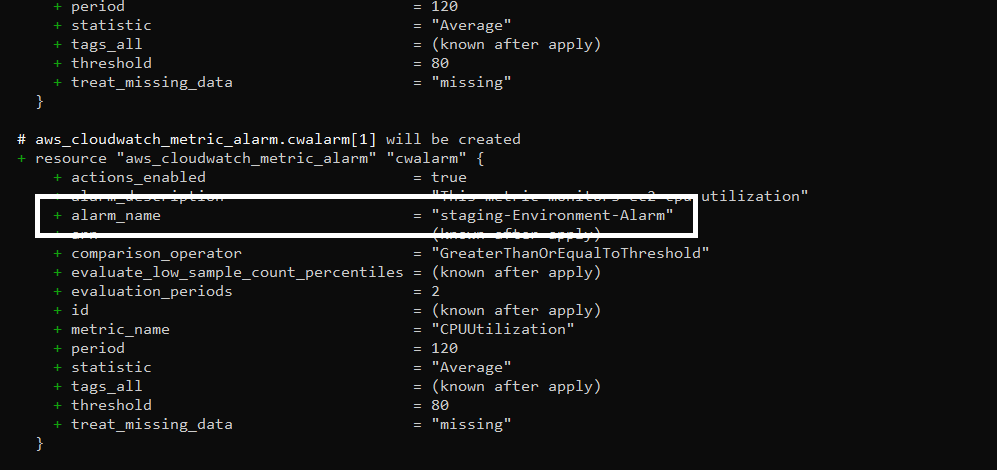 + period = 120
+ statistic = "Average"
+ tags_all = (known after apply)
+ threshold = 80
+ treat_missing_data = "missing"
}
# aws_cloudwatch_metric_alarm.cwalarm[1] will be created
+ resource "aws_cloudwatch_metric_alarm" "cwalarm" {
+ actions_enabled = true
+ alarm_description = "This metric monitors ec2 cpu utilization"
+ alarm_name = "staging-Environment-Alarm"
+ arn = (known after apply)
+ comparison_operator = "GreaterThanOrEqualToThreshold"
+ evaluate_low_sample_count_percentiles = (known after apply)
+ evaluation_periods = 2
+ id = (known after apply)
+ metric_name = "CPUUtilization"
+ period = 120
+ statistic = "Average"
+ tags_all = (known after apply)
+ threshold = 80
+ treat_missing_data = "missing"
}